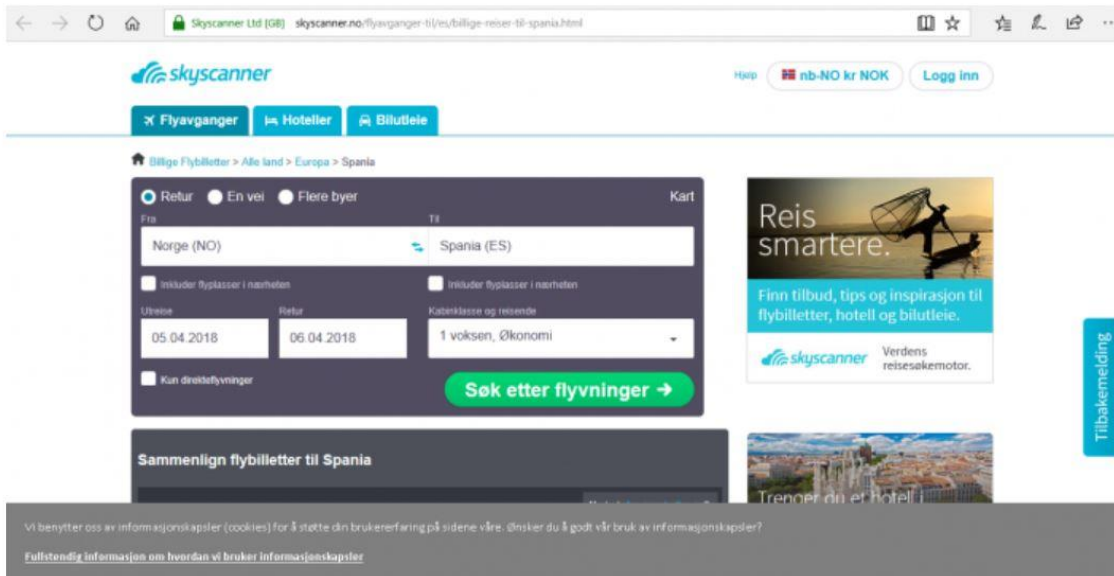 Skyscanner Ltd [GB] skyscanner.no/flyavganger-til/es/billige-reiser-til-spania.html
skyscanner
Hjelp nb-NO kr NOK Logg inn
Flyavganger Hoteller Bilutleie
Billige Flybilletter > Alle land > Europa > Spania
Retur En vei Flere byer Kart
Fra Til
Norge (NO) Spania (ES)
Inkluder flyplasser i nærheten Inkluder flyplasser i nærheten
Utreise Retur Kabinklasse og reisende
05.04.2018 06.04.2018 1 voksen, Økonomi
Kun direkteflyvninger
Søk etter flyvninger
Reis
smartere.
Finn tilbud, tips og inspirasjon til
flybilletter, hotell og bilutleie.
skyscanner Verdens
reisesøkemotor.
Tilbakemelding
Sammenlign flybilletter til Spania
Trenger du et hotell i
Vi benytter oss av informasjonskapsler (cookies) for å støtte din brukererfaring på sidene våre. Ønsker du å godt vår bruk av informasjonskapsler?
Fullstendig informasjon om hvordan vi bruker informasjonskapsler